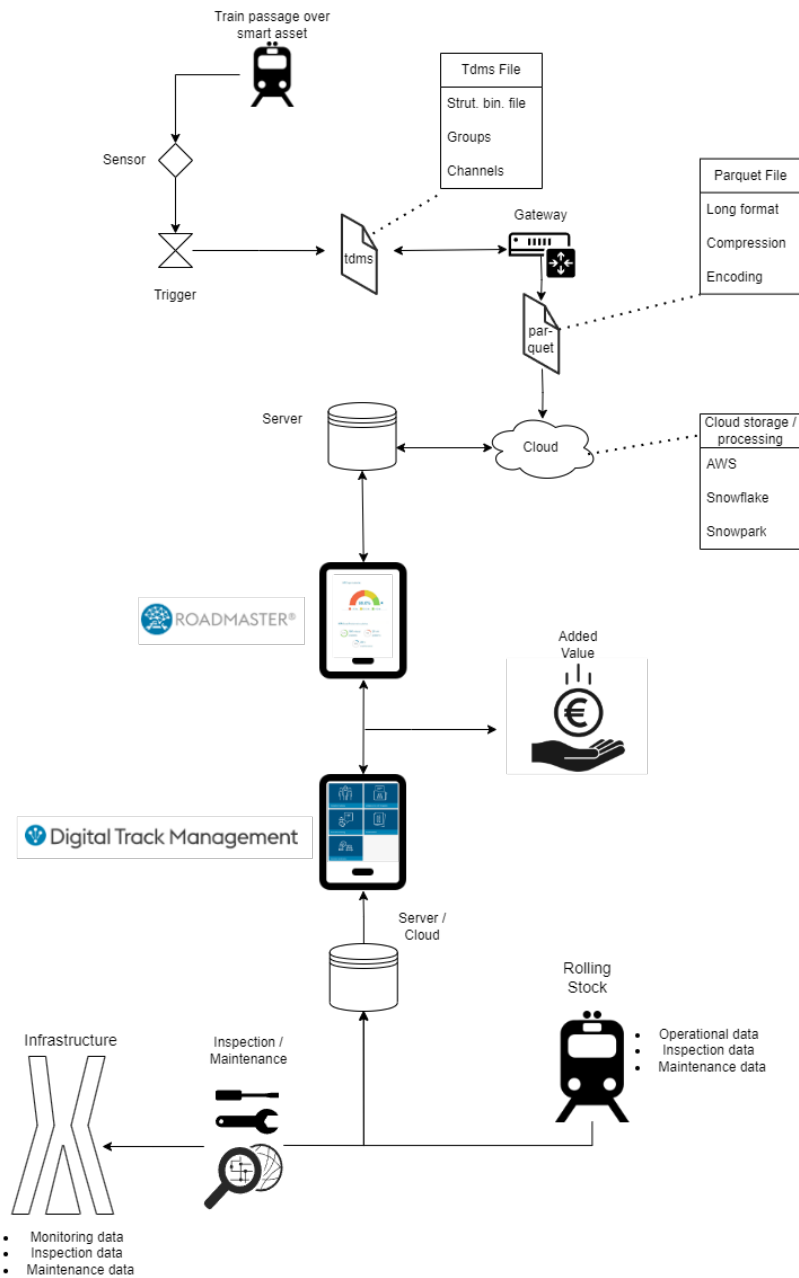 Train passage over
smart asset
Tdms File
Strut. bin. file
Groups
Channels
Sensor
Parquet File
Long format
Compression
Encoding
Gateway
tdms
Trigger
par-
quet
Server
Cloud
Cloud storage /
processing
AWS
Snowflake
Snowpark
ROADMASTER®
Added
Value
€
Digital Track Management
Server /
Cloud
Rolling
Stock
• Operational data
• Inspection data
• Maintenance data
Infrastructure
Inspection /
Maintenance
• Monitoring data
• Inspection data
• Maintenance data